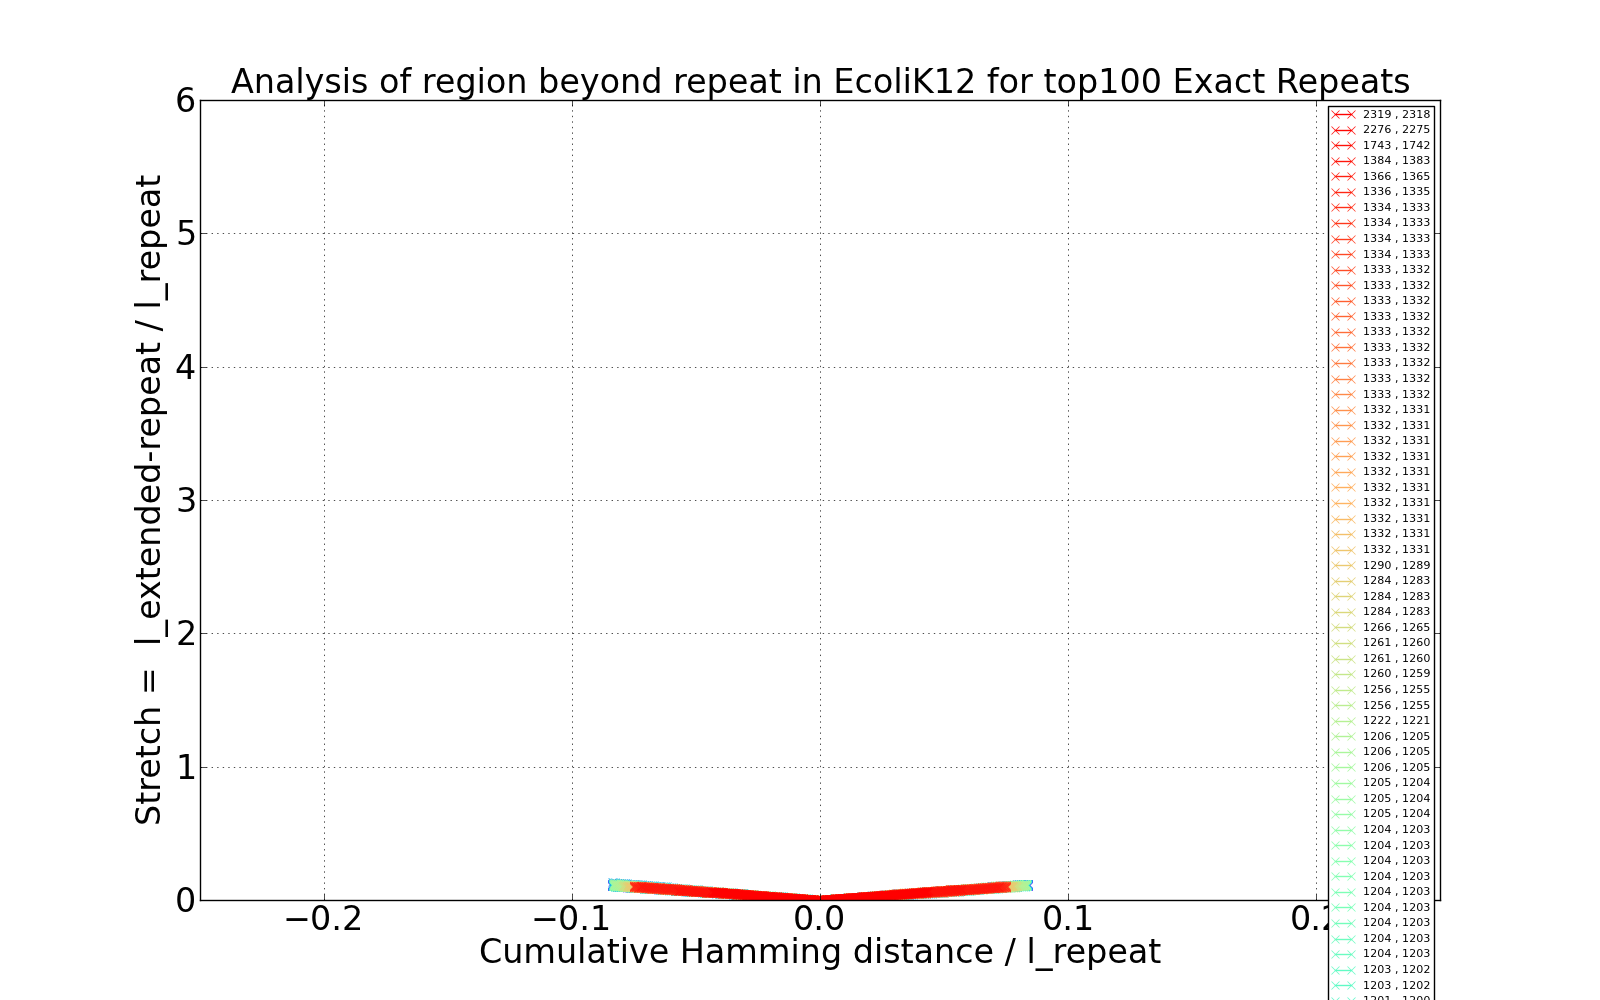 Analysis of region beyond repeat in EcoliK12 for top100 Exact Repeats
6
5
4
3
2
1
0
Stretch = l_extended-repeat / l_repeat
−0.2
−0.1
0.0
0.1
Cumulative Hamming distance / l_repeat
2319 , 2318
2276 , 2275
1743 , 1742
1384 , 1383
1366 , 1365
1336 , 1335
1334 , 1333
1334 , 1333
1334 , 1333
1334 , 1333
1333 , 1332
1333 , 1332
1333 , 1332
1333 , 1332
1333 , 1332
1333 , 1332
1333 , 1332
1333 , 1332
1333 , 1332
1332 , 1331
1332 , 1331
1332 , 1331
1332 , 1331
1332 , 1331
1332 , 1331
1332 , 1331
1332 , 1331
1332 , 1331
1332 , 1331
1290 , 1289
1284 , 1283
1284 , 1283
1284 , 1283
1266 , 1265
1261 , 1260
1261 , 1260
1260 , 1259
1256 , 1255
1256 , 1255
1222 , 1221
1206 , 1205
1206 , 1205
1206 , 1205
1205 , 1204
1205 , 1204
1205 , 1204
1204 , 1203
1204 , 1203
1204 , 1203
1204 , 1203
1204 , 1203
1204 , 1203
1204 , 1203
1204 , 1203
1204 , 1203
1203 , 1202
1203 , 1202